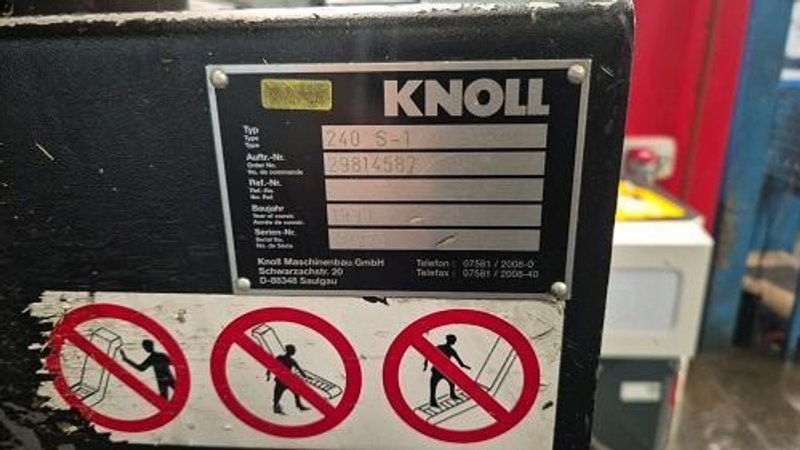 KNOLL
Typ
Type
Type
240 S-1
Auftr.-Nr.
Order No.
No. de commande
29814587
Ref.-Nr.
Ref.-No.
No. Ref.
Baujahr
Year of constr.
Année de constr.
Serien-Nr.
Serial No.
No. de Série
Knoll Maschinenbau GmbH
Schwarzachstr. 20
D-88348 Saulgau
Telefon : 07581 / 2008-0
Telefax : 07581 / 2008-40